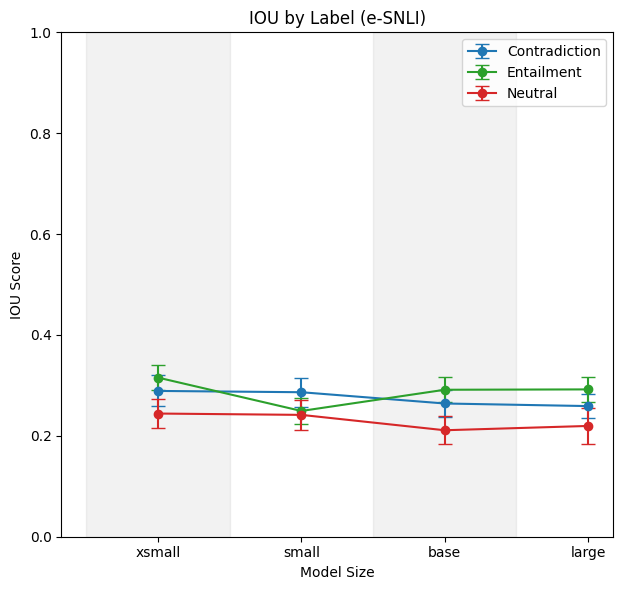 IOU by Label (e-SNLI)
Contradiction
Entailment
Neutral
1.0
0.8
0.6
0.4
0.2
0.0
IOU Score
xsmall small base large
Model Size